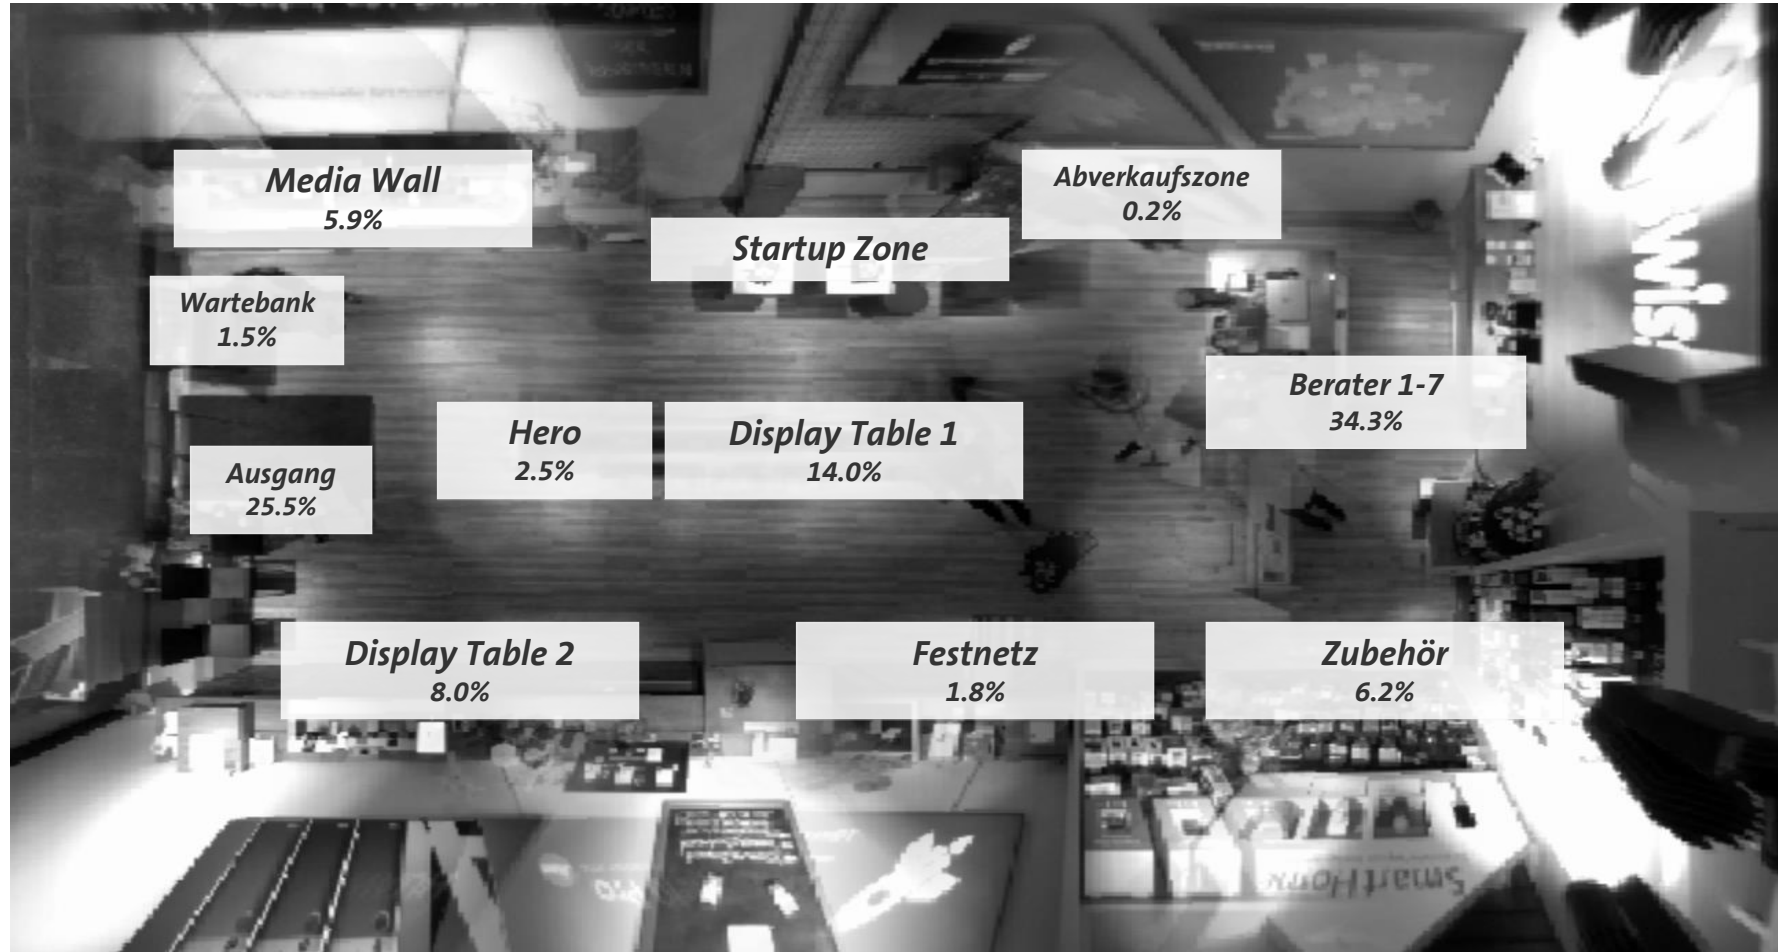 Media Wall
5.9%
Abverkaufszone
0.2%
Startup Zone
Wartebank
1.5%
Berater 1-7
34.3%
Hero
2.5%
Display Table 1
14.0%
Ausgang
25.5%
Display Table 2
8.0%
Festnetz
1.8%
Zubehör
6.2%
SmartHome